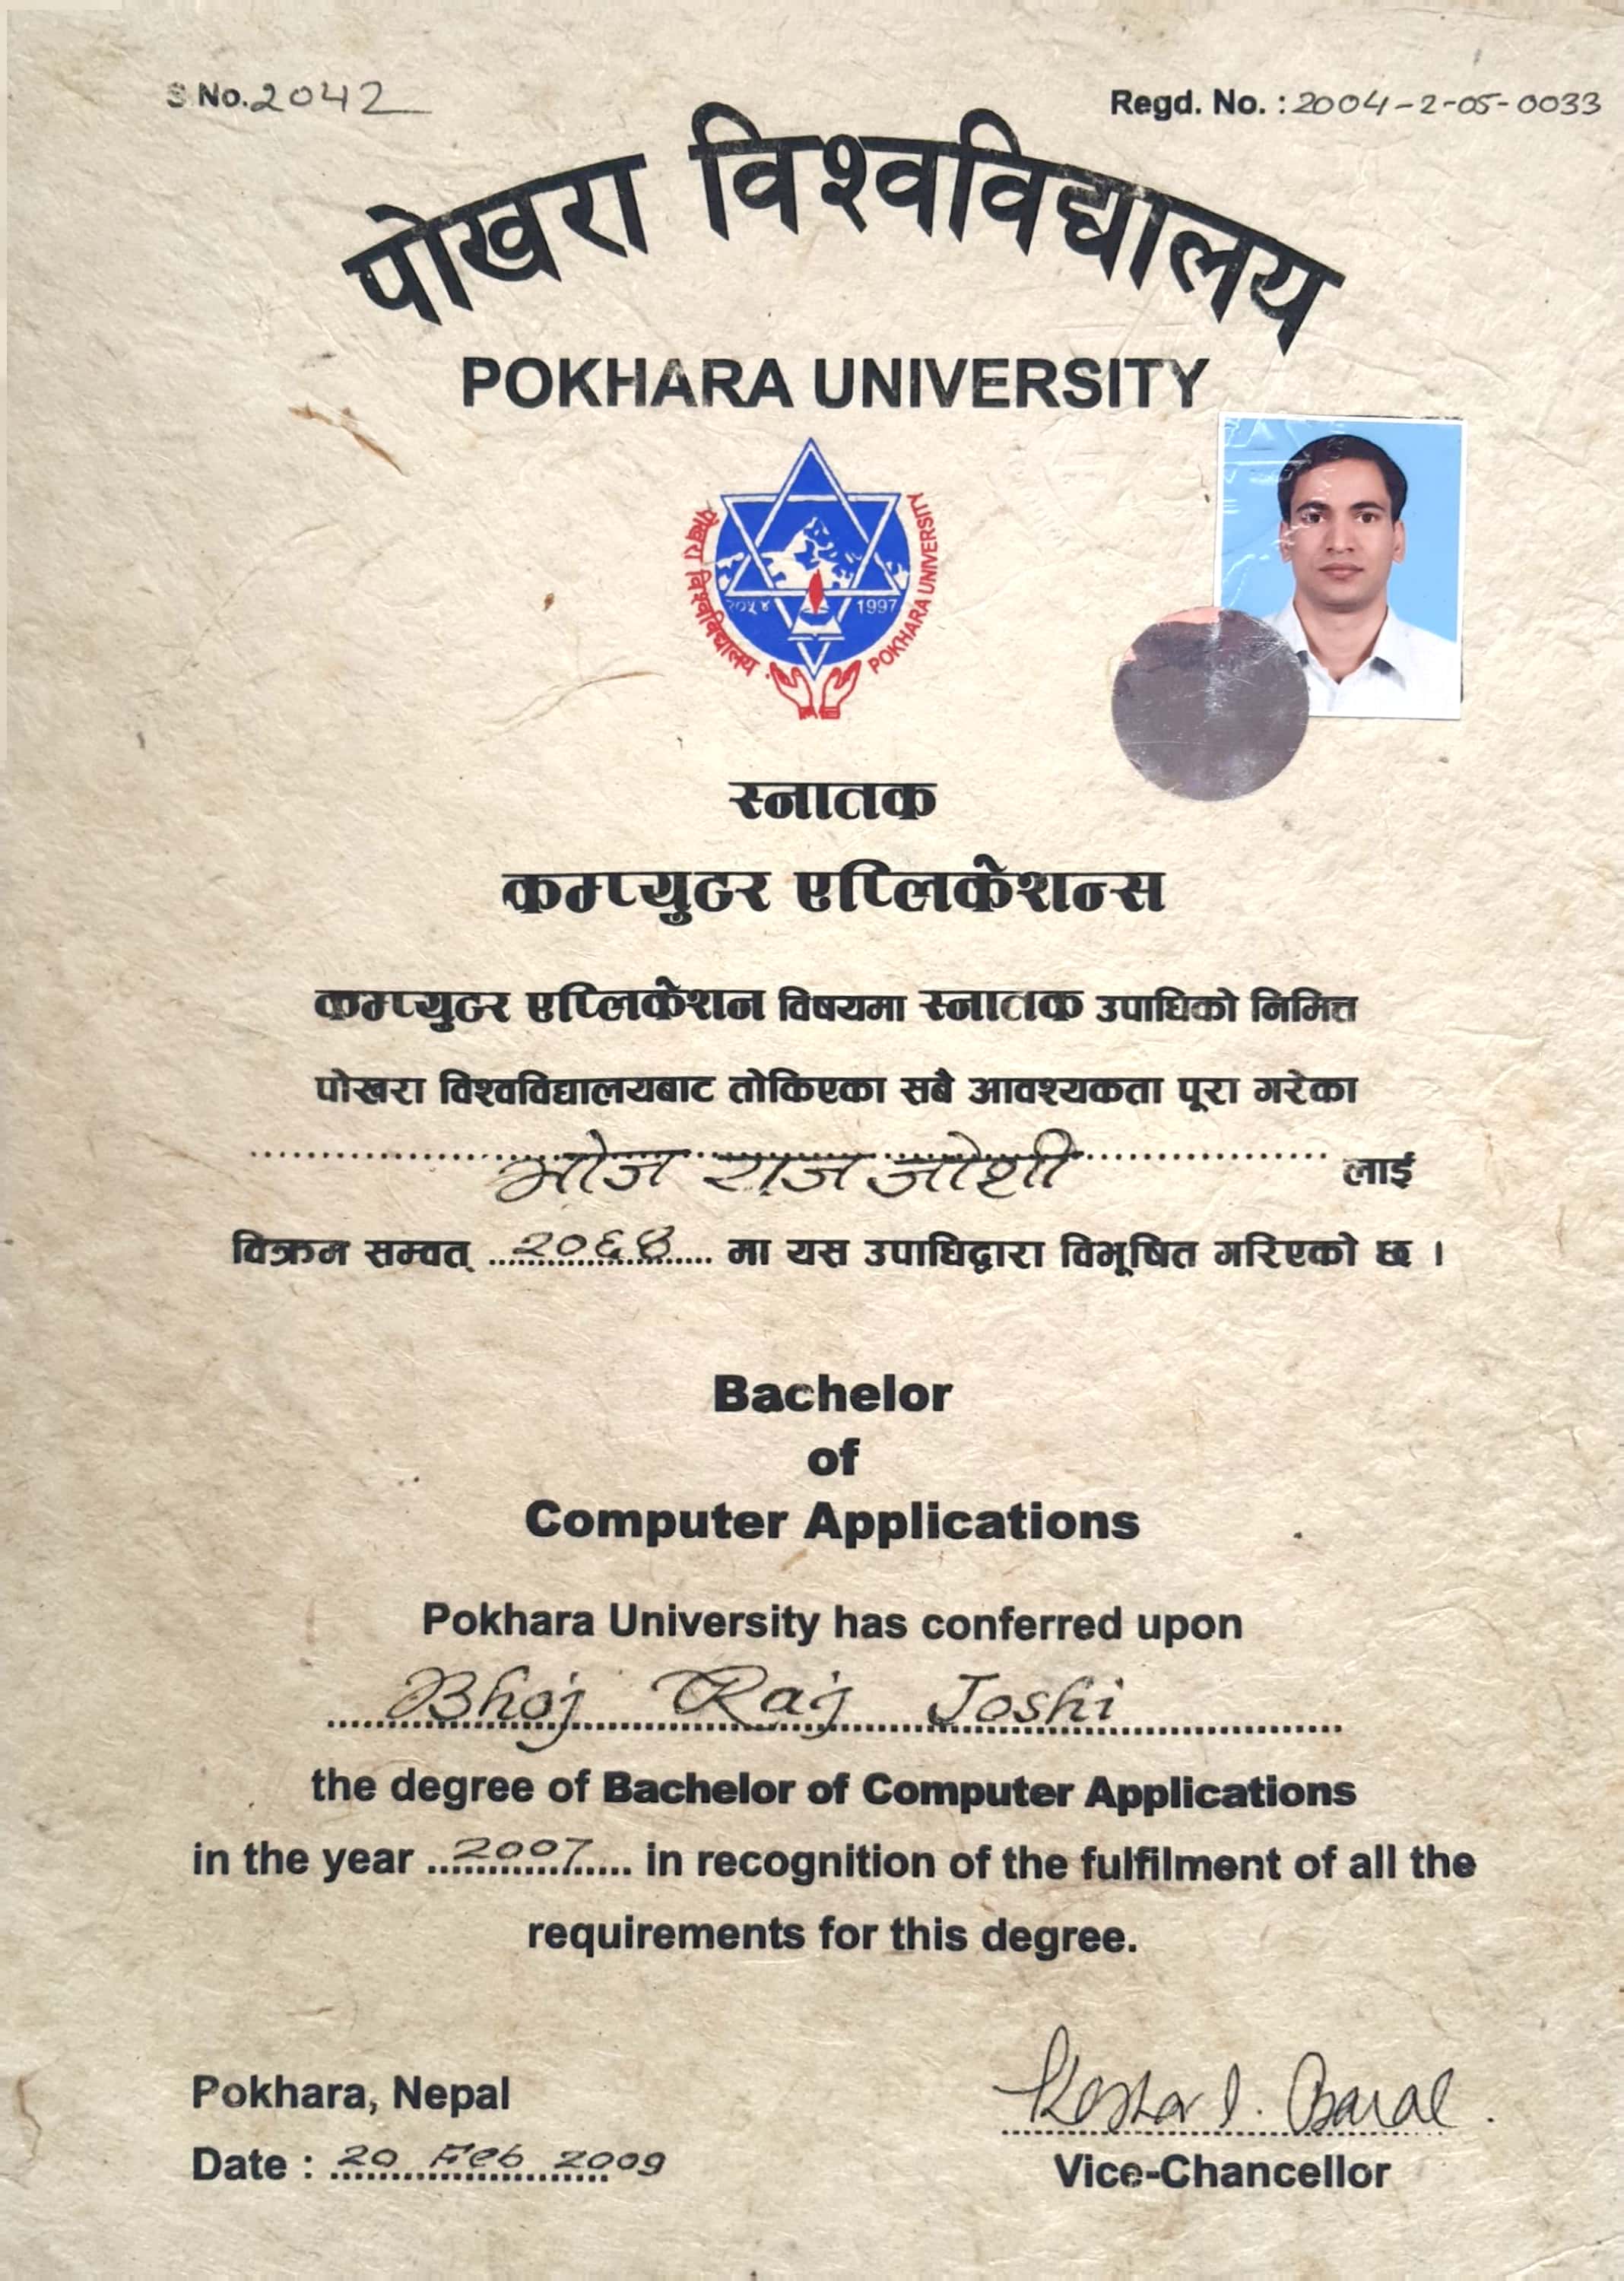 S No. 2042
Regd. No. : 2004-2-05-0033
पोखरा विश्वविद्यालय
POKHARA UNIVERSITY
पोखरा विश्वविद्यालय
POKHARA UNIVERSITY
२०५४ 1997
स्नातक
कम्प्युटर एप्लिकेशन्स
कम्प्युटर एप्लिकेशन विषयमा स्नातक उपाधिको निमित्त
पोखरा विश्वविद्यालयबाट तोकिएका सबै आवश्यकता पूरा गरेका
भोज राज जोशी लाई
विक्रम सम्वत् २०६४ मा यस उपाधिद्वारा विभूषित गरिएको छ ।
Bachelor
of
Computer Applications
Pokhara University has conferred upon
Bhoj Raj Joshi
the degree of Bachelor of Computer Applications
in the year 2007 in recognition of the fulfilment of all the
requirements for this degree.
Pokhara, Nepal
Date : 20 Feb 2009
Baral
Vice-Chancellor